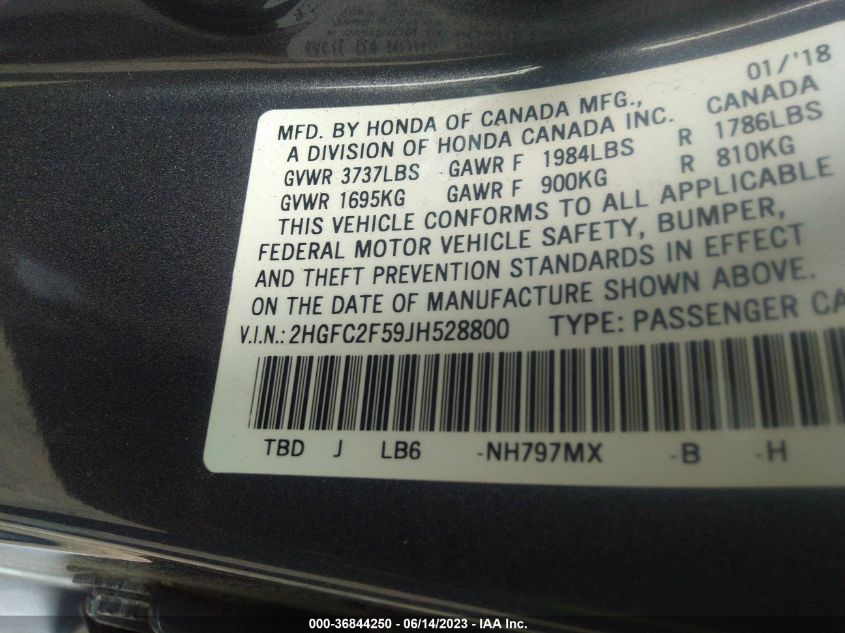 01/'18
MFD. BY HONDA OF CANADA MFG., CANADA
A DIVISION OF HONDA CANADA INC.
GVWR 3737LBS GAWR F 1984LBS R 1786LBS
GVWR 1695KG GAWR F 900KG R 810KG
THIS VEHICLE CONFORMS TO ALL APPLICABLE
FEDERAL MOTOR VEHICLE SAFETY, BUMPER,
AND THEFT PREVENTION STANDARDS IN EFFECT
ON THE DATE OF MANUFACTURE SHOWN ABOVE.
V.I.N.: 2HGFC2F59JH528800 TYPE: PASSENGER CA
TBD J LB6 -NH797MX -B -H
000-36844250 - 06/14/2023 - IAA Inc.